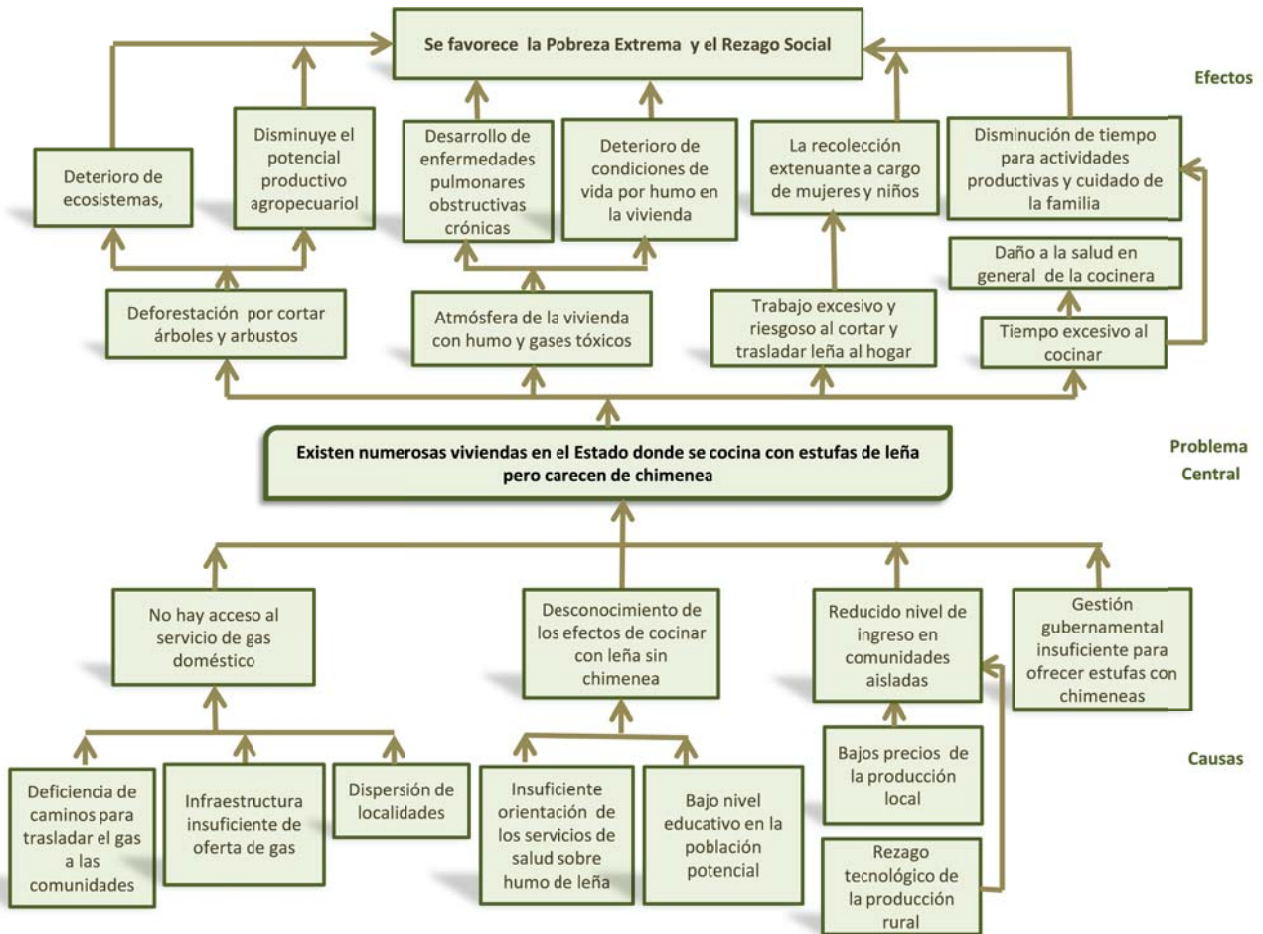 Se favorece la Pobreza Extrema y el Rezago Social
Efectos
Deterioro de
ecosistemas,
Disminuye el
potencial
productivo
agropecuariol
Desarrollo de
enfermedades
pulmonares
obstructivas
crónicas
Deterioro de
condiciones de
vida por humo en
la vivienda
La recolección
extenuante a cargo
de mujeres y niños
Disminución de tiempo
para actividades
productivas y cuidado de
la familia
Daño a la salud en
general de la cocinera
Deforestación por cortar
árboles y arbustos
Atmósfera de la vivienda
con humo y gases tóxicos
Trabajo excesivo y
riesgoso al cortar y
trasladar leña al hogar
Tiempo excesivo al
cocinar
Existen numerosas viviendas en el Estado donde se cocina con estufas de leña
pero carecen de chimenea
Problema
Central
No hay acceso al
servicio de gas
doméstico
Desconocimiento de
los efectos de cocinar
con leña sin
chimenea
Reducido nivel de
ingreso en
comunidades
aisladas
Gestión
gubernamental
insuficiente para
ofrecer estufas con
chimeneas
Causas
Deficiencia de
caminos para
trasladar el gas
a las
comunidades
Infraestructura
insuficiente de
oferta de gas
Dispersión de
localidades
Insuficiente
orientación de
los servicios de
salud sobre
humo de leña
Bajo nivel
educativo en la
población
potencial
Bajos precios de
la producción
local
Rezago
tecnológico de
la producción
rural